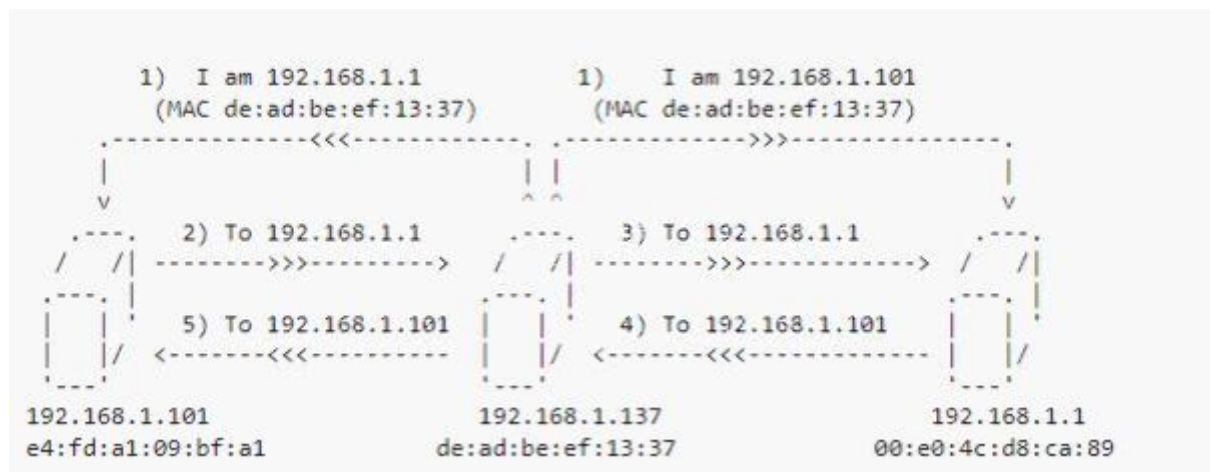 1)  I am 192.168.1.1             1)    I am 192.168.1.101
(MAC de:ad:be:ef:13:37)       (MAC de:ad:be:ef:13:37)
2) To 192.168.1.1             3) To 192.168.1.1
5) To 192.168.1.101           4) To 192.168.1.101
192.168.1.101                 192.168.1.137                 192.168.1.1
e4:fd:a1:09:bf:a1          de:ad:be:ef:13:37            00:e0:4c:d8:ca:89